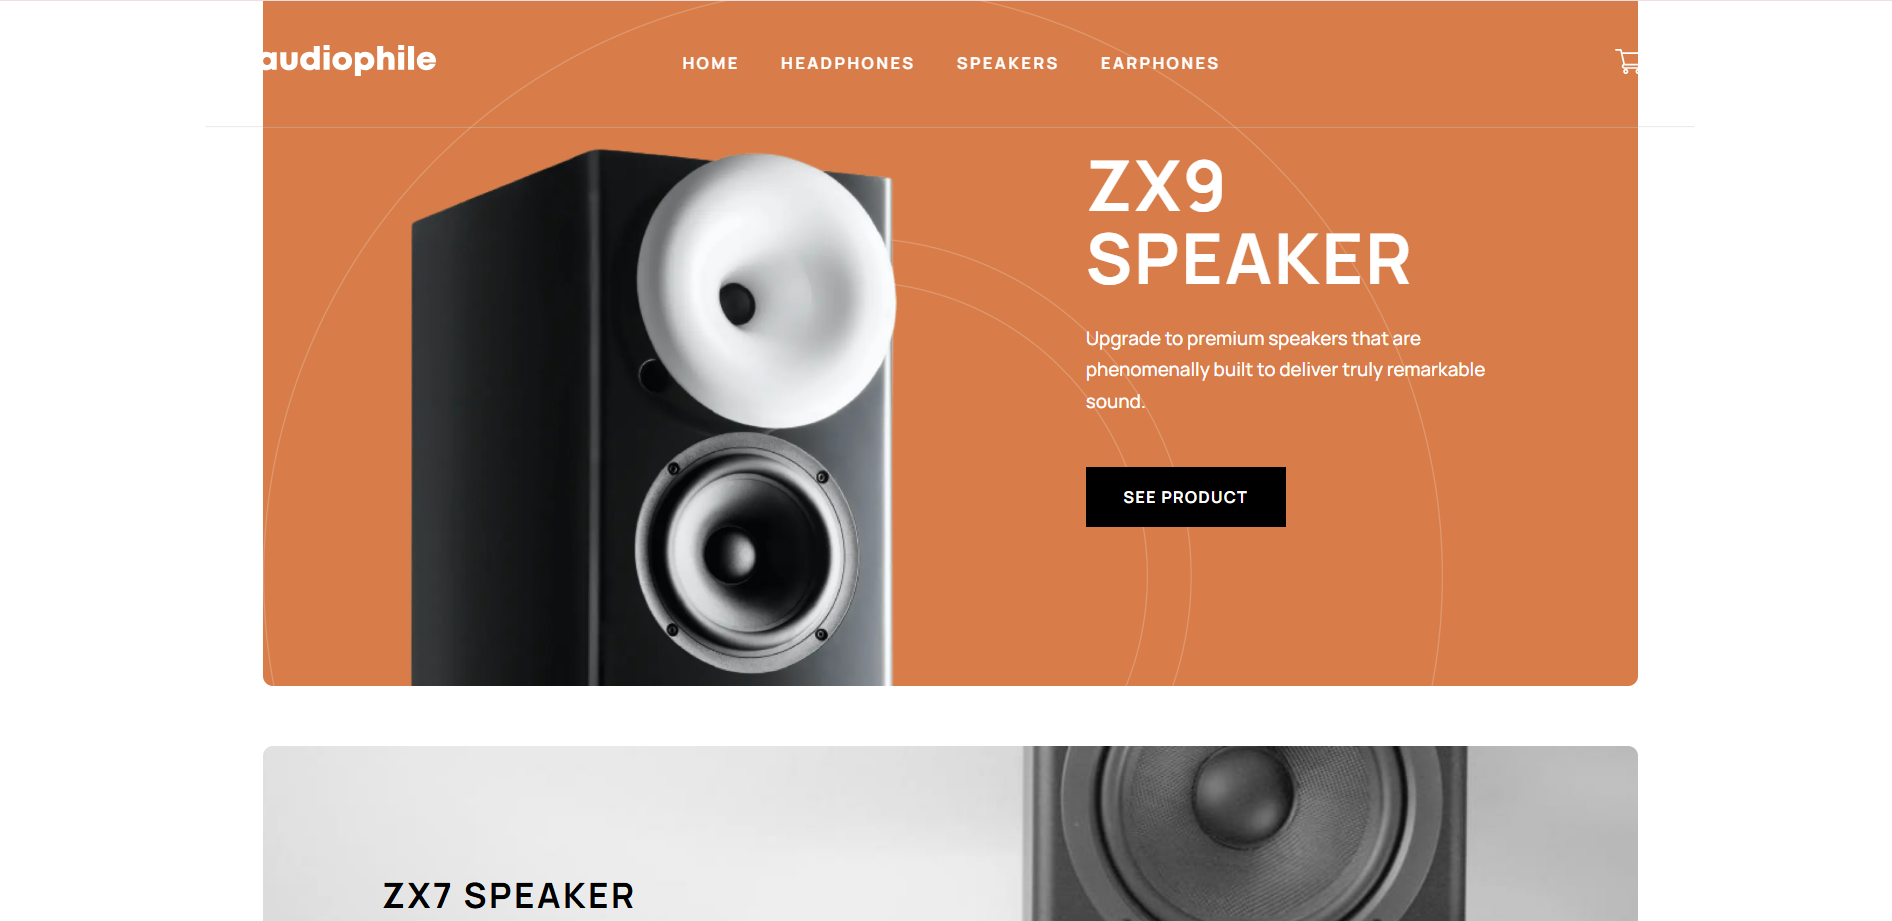 audiophile
HOME HEADPHONES SPEAKERS EARPHONES
ZX9
SPEAKER
Upgrade to premium speakers that are
phenomenally built to deliver truly remarkable
sound.
SEE PRODUCT
ZX7 SPEAKER